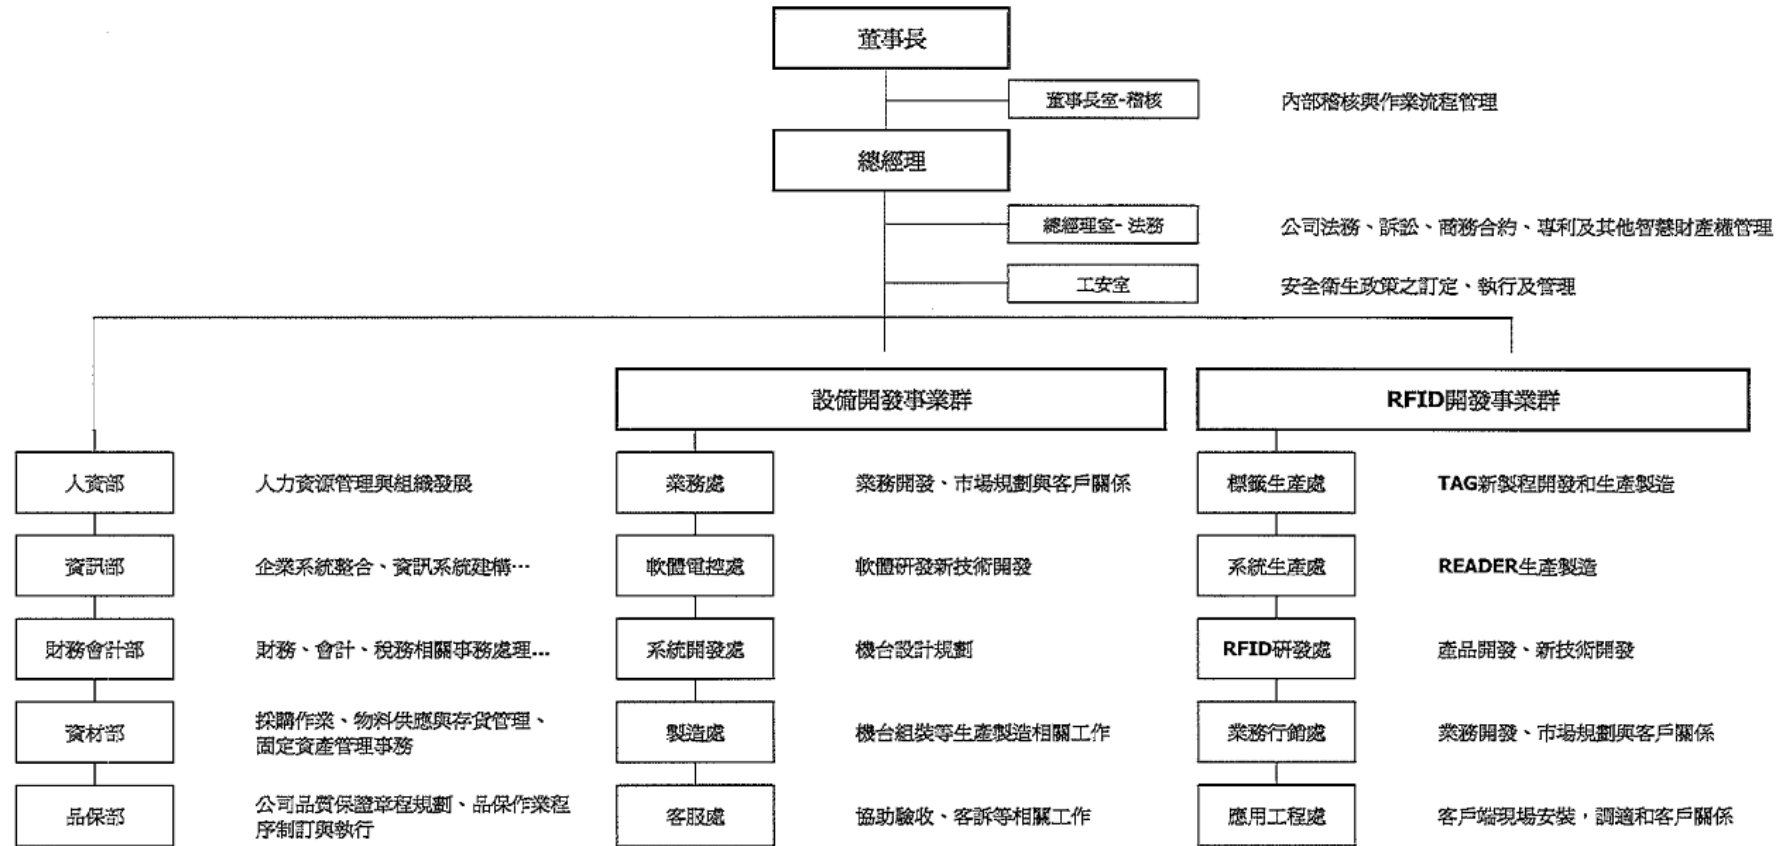 董事長
董事長室-稽核
內部稽核與作業流程管理
總經理
總經理室- 法務
公司法務、訴訟、商務合約、專利及其他智慧財產權管理
工安室
安全衛生政策之訂定、執行及管理
設備開發事業群
RFID開發事業群
人資部
人力資源管理與組織發展
業務處
業務開發、市場規劃與客戶關係
標籤生產處
TAG新製程開發和生產製造
資訊部
企業系統整合、資訊系統建構…
軟體電控處
軟體研發新技術開發
系統生產處
READER生產製造
財務會計部
財務、會計、稅務相關事務處理...
系統開發處
機台設計規劃
RFID研發處
產品開發、新技術開發
資材部
採購作業、物料供應與存貨管理、
固定資產管理事務
製造處
機台組裝等生產製造相關工作
業務行銷處
業務開發、市場規劃與客戶關係
品保部
公司品質保證章程規劃、品保作業程
序制訂與執行
客服處
協助驗收、客訴等相關工作
應用工程處
客戶端現場安裝，調適和客戶關係